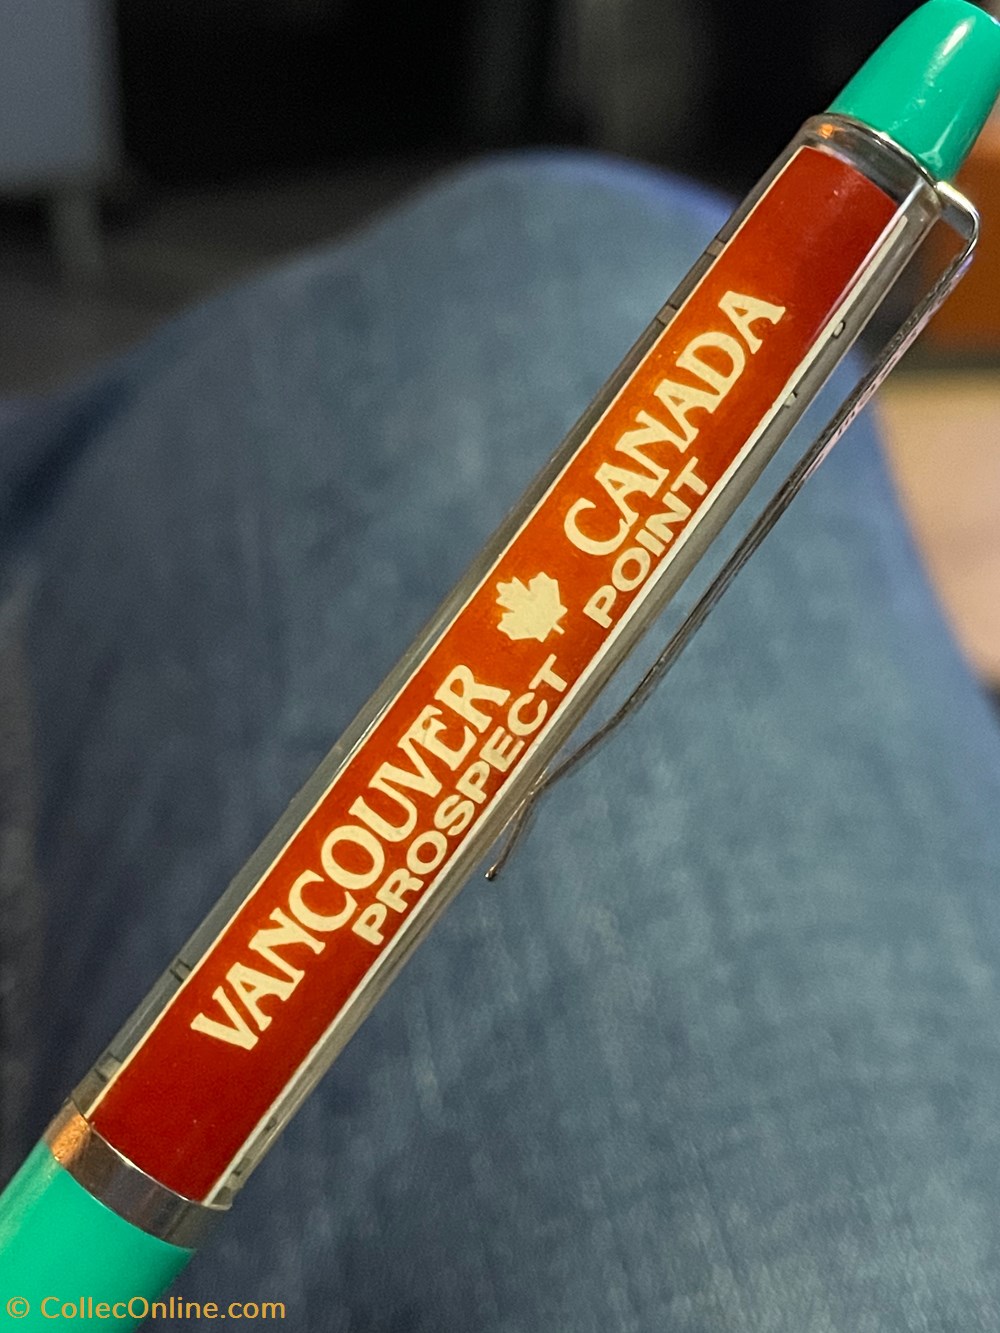 VANCOUVER CANADA
PROSPECT POINT
© CollecOnline.com